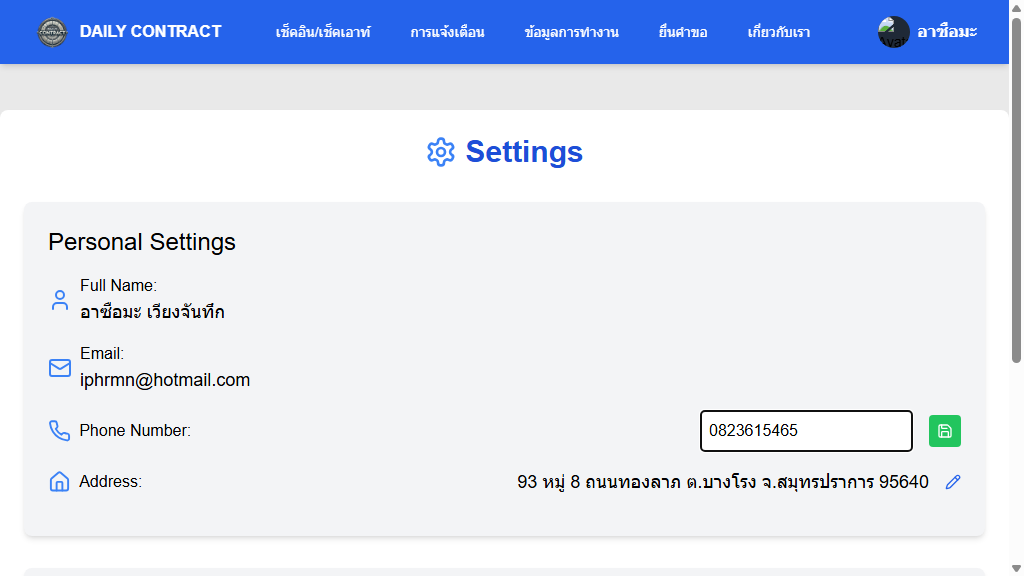 DAILY CONTRACT
เช็คอิน/เช็คเอาท์
การแจ้งเตือน
ข้อมูลการทำงาน
ยื่นคำขอ
เกี่ยวกับเรา
อาซือมะ
Settings
Personal Settings
Full Name:
อาซือมะ เวียงจันทึก
Email:
iphrmn@hotmail.com
Phone Number:
0823615465
Address:
93 หมู่ 8 ถนนทองลาภ ต.บางโรง จ.สมุทรปราการ 95640